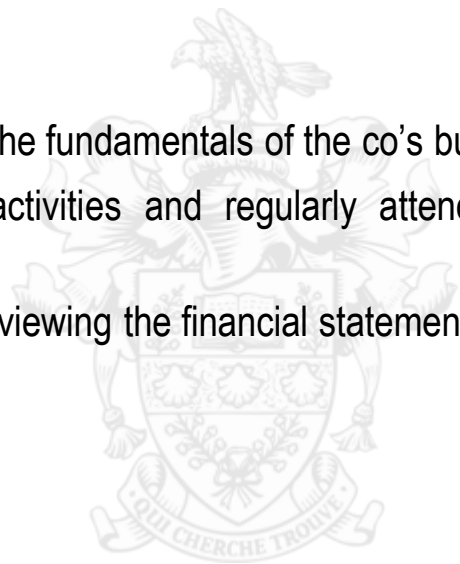 he fundamentals of the co's bu
activities and regularly atten
viewing the financial statemen
QUI CHERCHE TROUVE